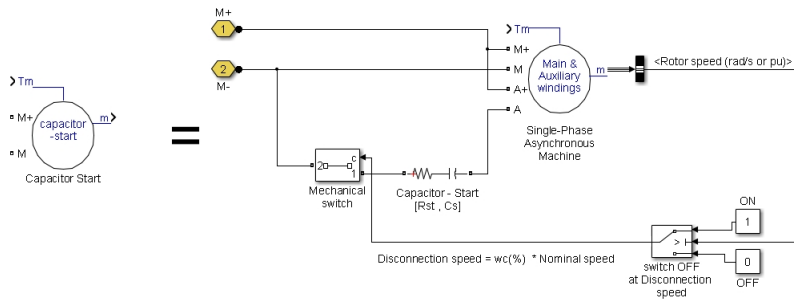 Tm
M+
capacitor
-start
m
M
Capacitor Start
=
M+
1
2
M-
Tm
M+
M
A+
A
Main &
Auxiliary
windings
m
Single-Phase
Asynchronous
Machine
<Rotor speed (rad/s or pu)>
2
c
1
Mechanical
switch
Capacitor - Start
[Rst , Cs]
Disconnection speed = wc(%) * Nominal speed
>
switch OFF
at Disconnection
speed
ON
1
0
OFF